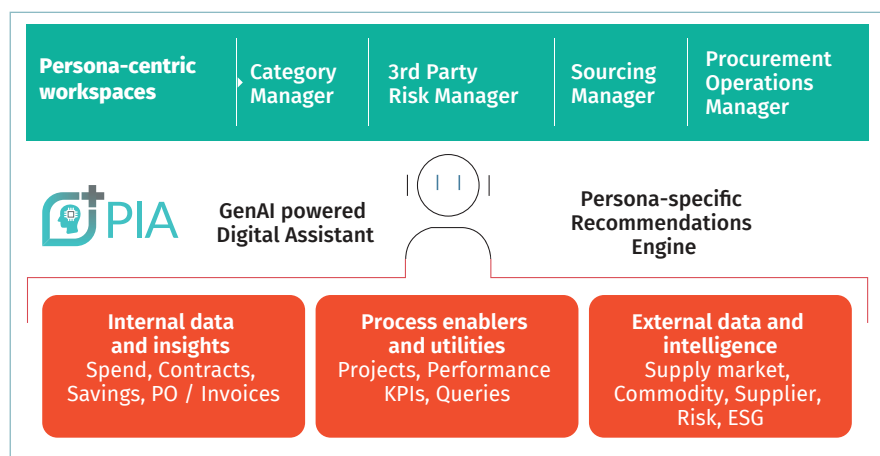 Persona-centric
workspaces
Category
Manager
3rd Party
Risk Manager
Sourcing
Manager
Procurement
Operations
Manager
PIA
GenAI powered
Digital Assistant
Persona-specific
Recommendations
Engine
Internal data
and insights
Spend, Contracts,
Savings, PO / Invoices
Process enablers
and utilities
Projects, Performance
KPIs, Queries
External data and
intelligence
Supply market,
Commodity, Supplier,
Risk, ESG